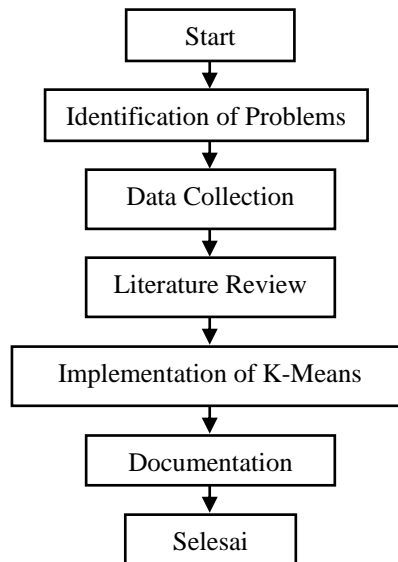 Start
Identification of Problems
Data Collection
Literature Review
Implementation of K-Means
Documentation
Selesai